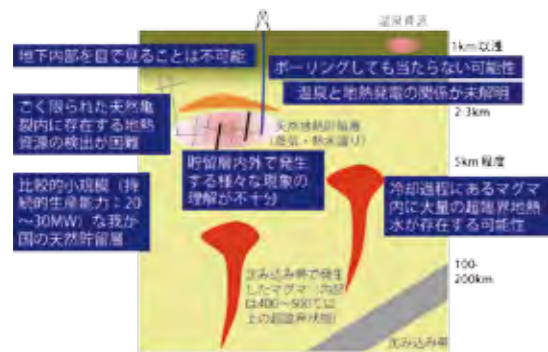 温泉資源
1km以浅
地下内部を目で見ることは不可能
ボーリングしても当たらない可能性
温泉と地熱発電の関係が未解明
2-3km
ごく限られた天然亀
裂内に存在する地熱
資源の検出が困難
天然地熱貯留層
(蒸気・熱水溜り)
貯留層内外で発生
する様々な現象の
理解が不十分
5km程度
比較的小規模(持
続的生産能力:20
～30MW)な我が
国の天然貯留層
冷却過程にあるマグマ
内に大量の超臨界地熱
水が存在する可能性
100-
200km
沈み込み帯で発生
したマグマ(内部
は400～500℃以
上の超臨界状態)
沈み込み帯